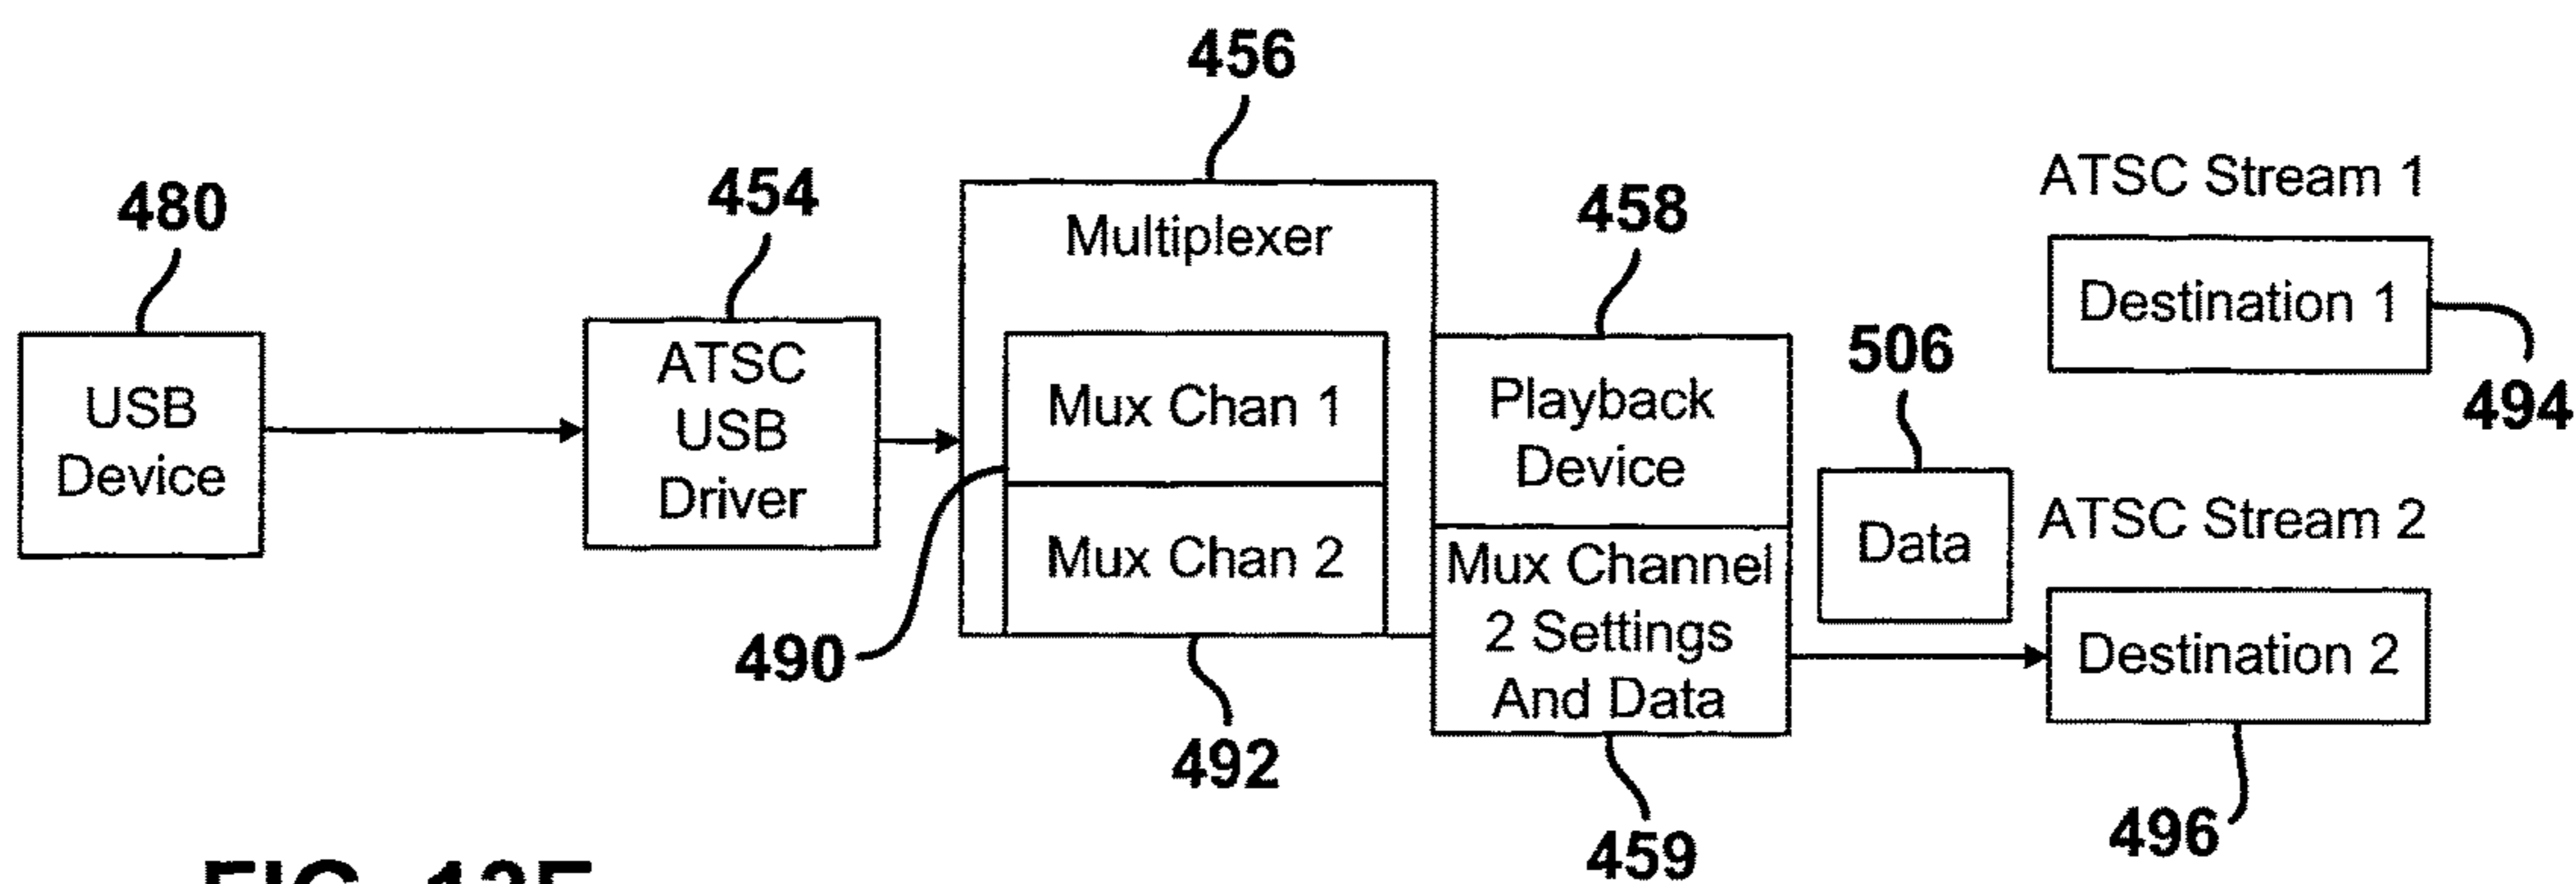 456
480
454
458
ATSC Stream 1
Multiplexer
Destination 1
506
494
USB
Device
ATSC
USB
Driver
Mux Chan 1
Mux Chan 2
Playback
Device
Data
ATSC Stream 2
Mux Channel
2 Settings
And Data
Destination 2
490
492
459
496